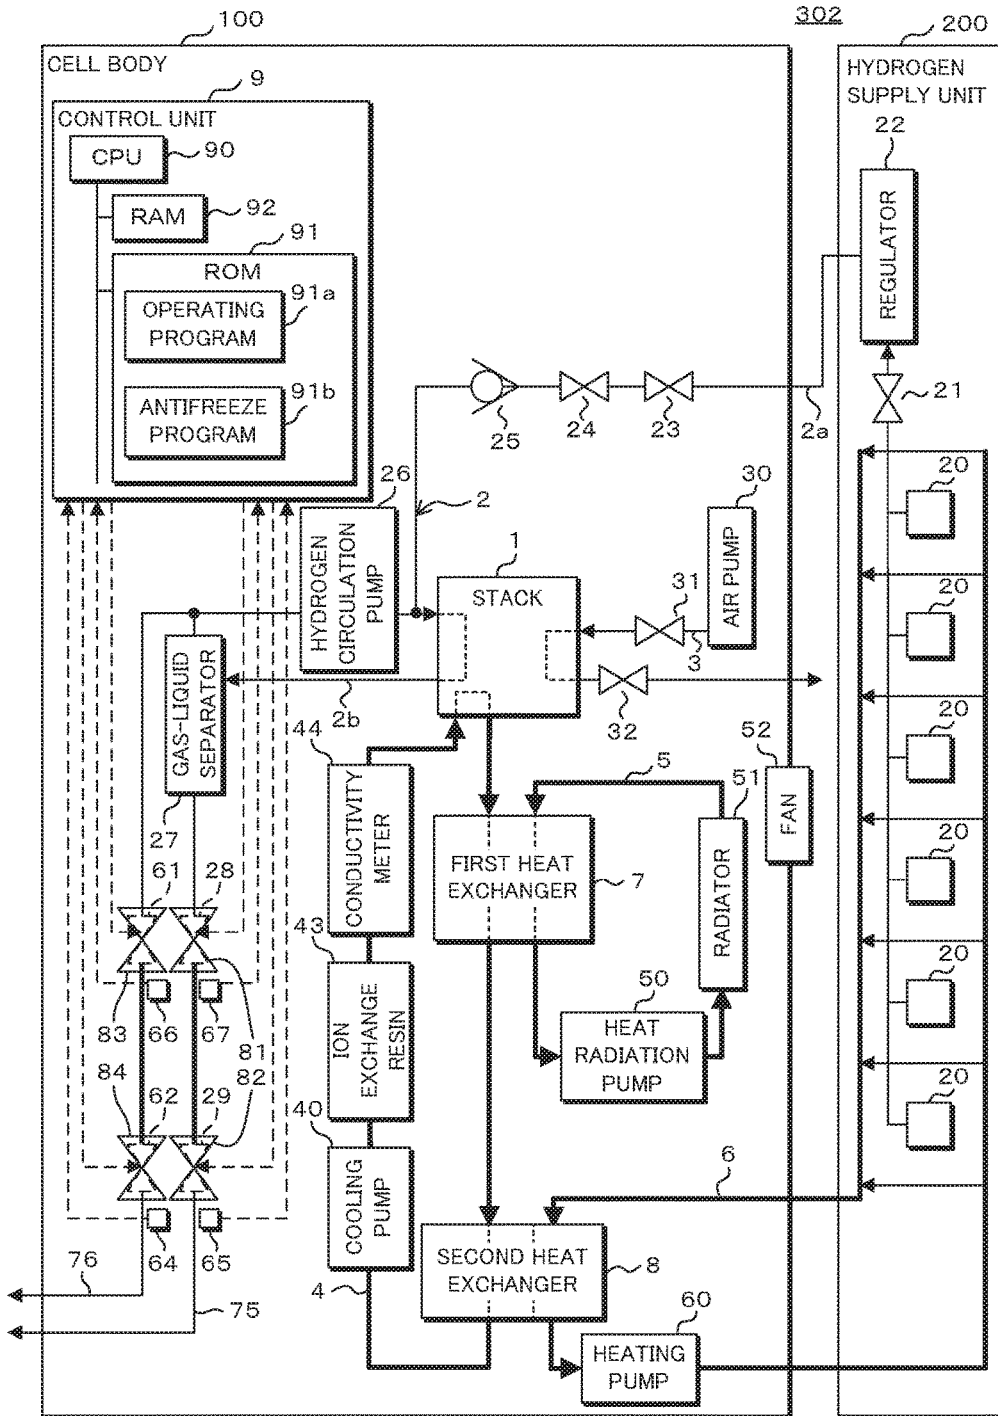 302
100
200
CELL BODY
HYDROGEN
SUPPLY UNIT
9
CONTROL UNIT
CPU
90
RAM
92
91
ROM
91a
OPERATING
PROGRAM
91b
ANTIFREEZE
PROGRAM
22
REGULATOR
21
25
24
23
2a
26
HYDROGEN
CIRCULATION
PUMP
2
1
STACK
30
AIR PUMP
31
3
32
2b
GAS-LIQUID
SEPARATOR
27
20
20
20
20
20
20
44
CONDUCTIVITY
METER
5
51
52
FAN
RADIATOR
FIRST HEAT
EXCHANGER
7
61
28
43
ION
EXCHANGE
RESIN
50
HEAT
RADIATION
PUMP
83
66
67
81
84
62
29
82
40
COOLING
PUMP
6
64
65
SECOND HEAT
EXCHANGER
8
76
75
4
60
HEATING
PUMP